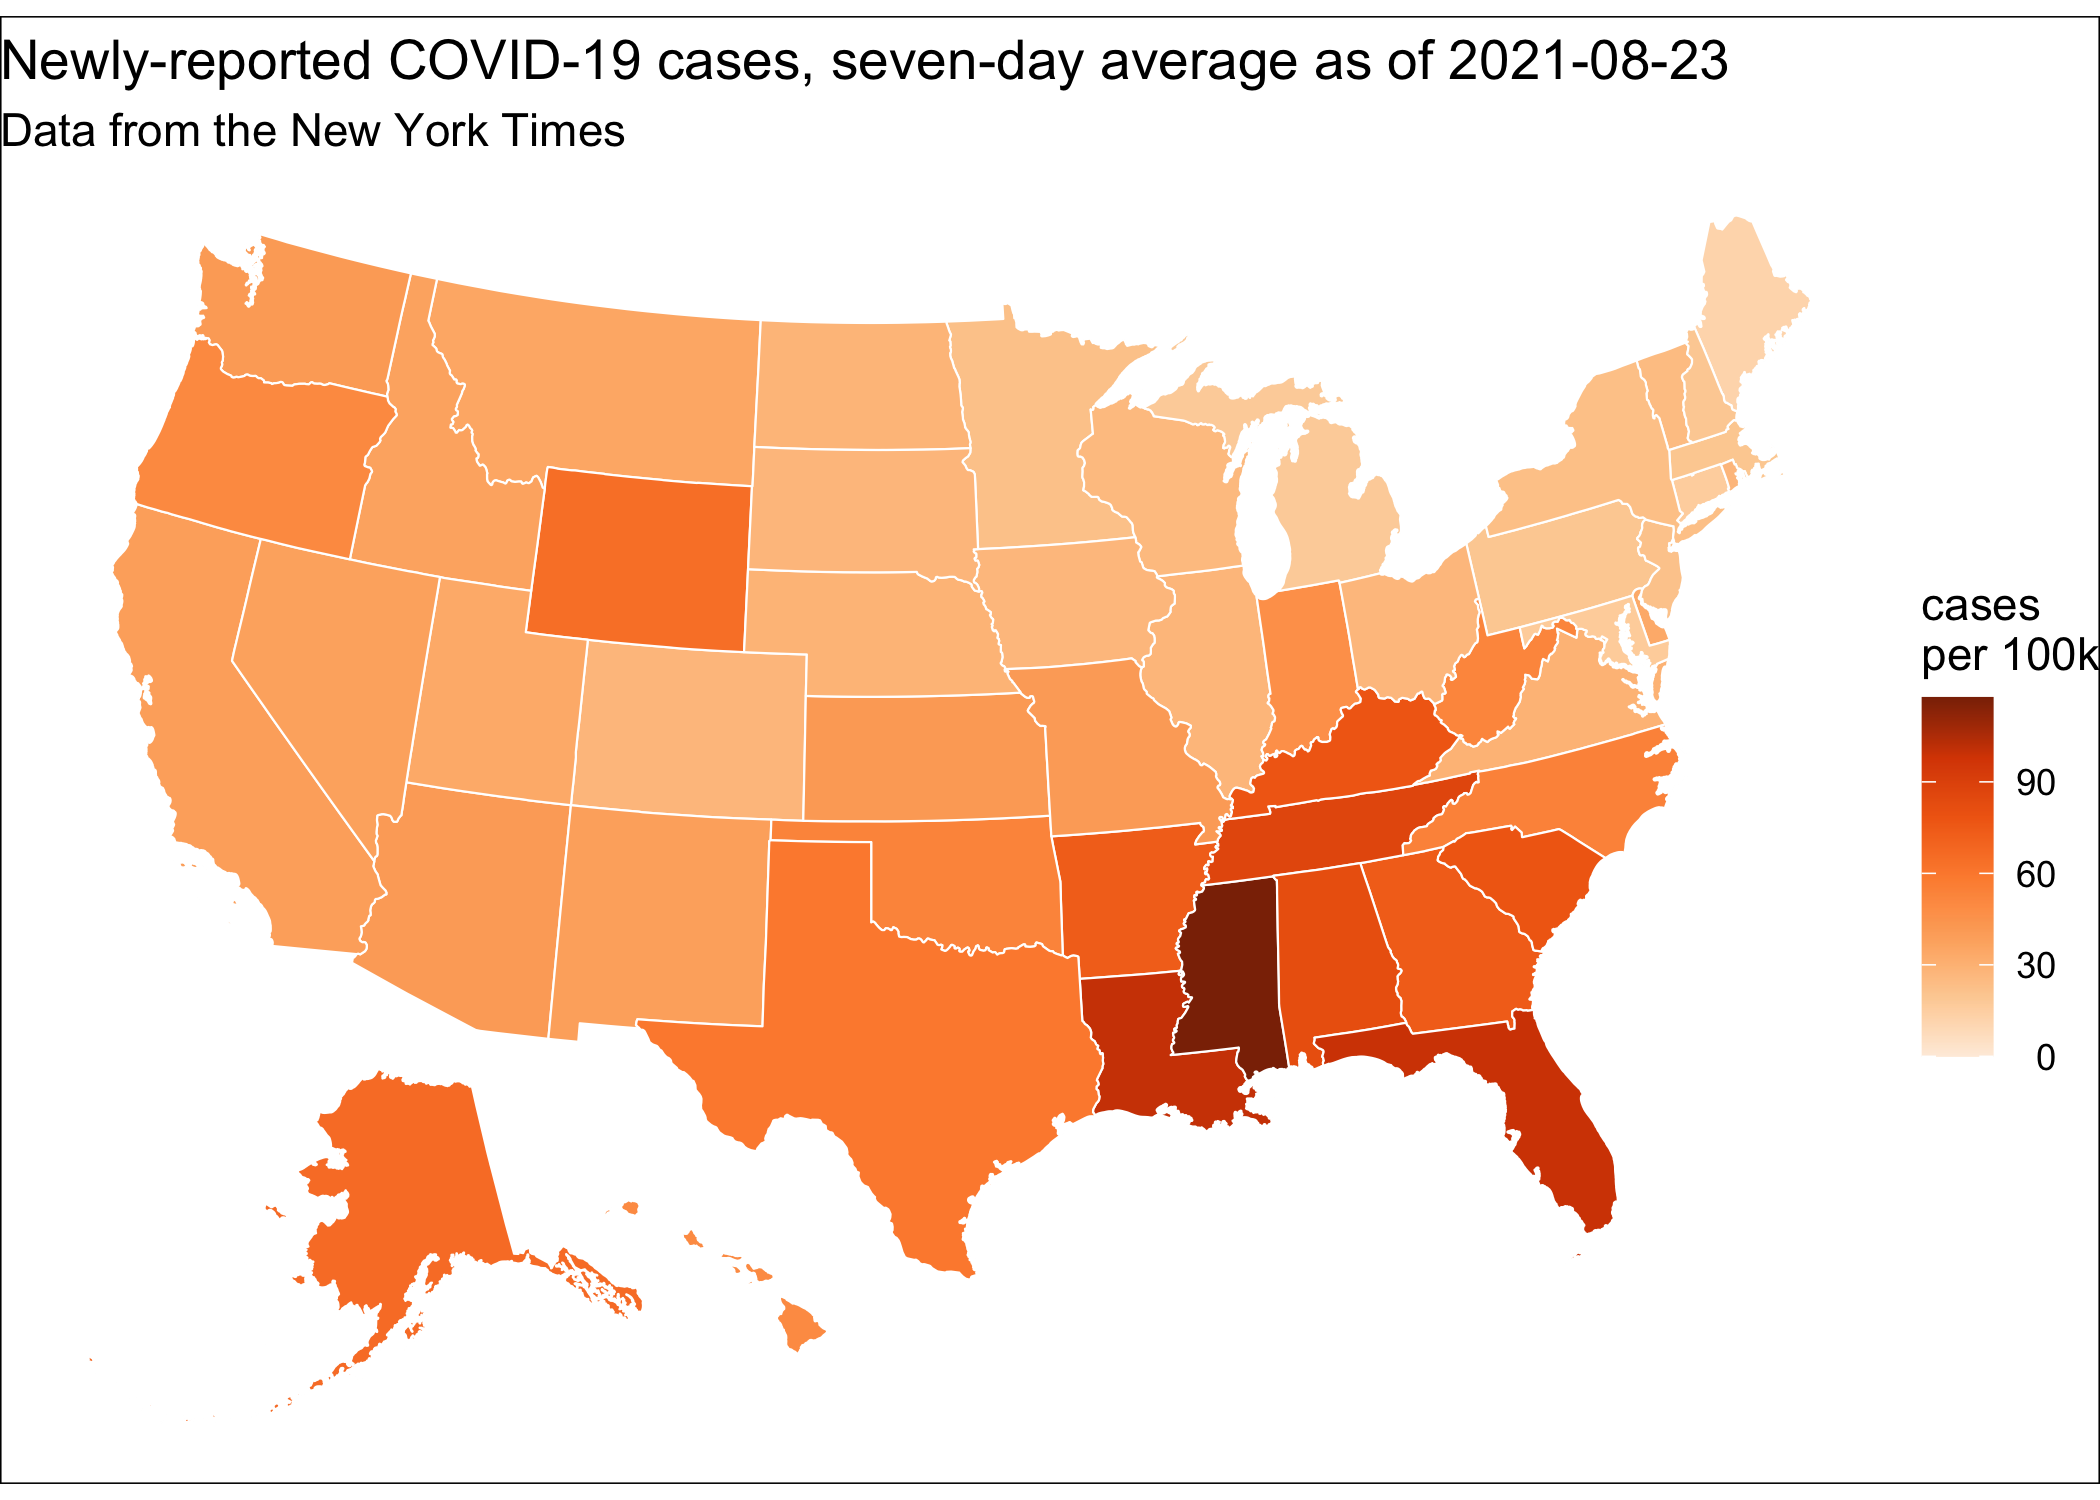 Newly-reported COVID-19 cases, seven-day average as of 2021-08-23
Data from the New York Times
cases
per 100k
90
60
30
0